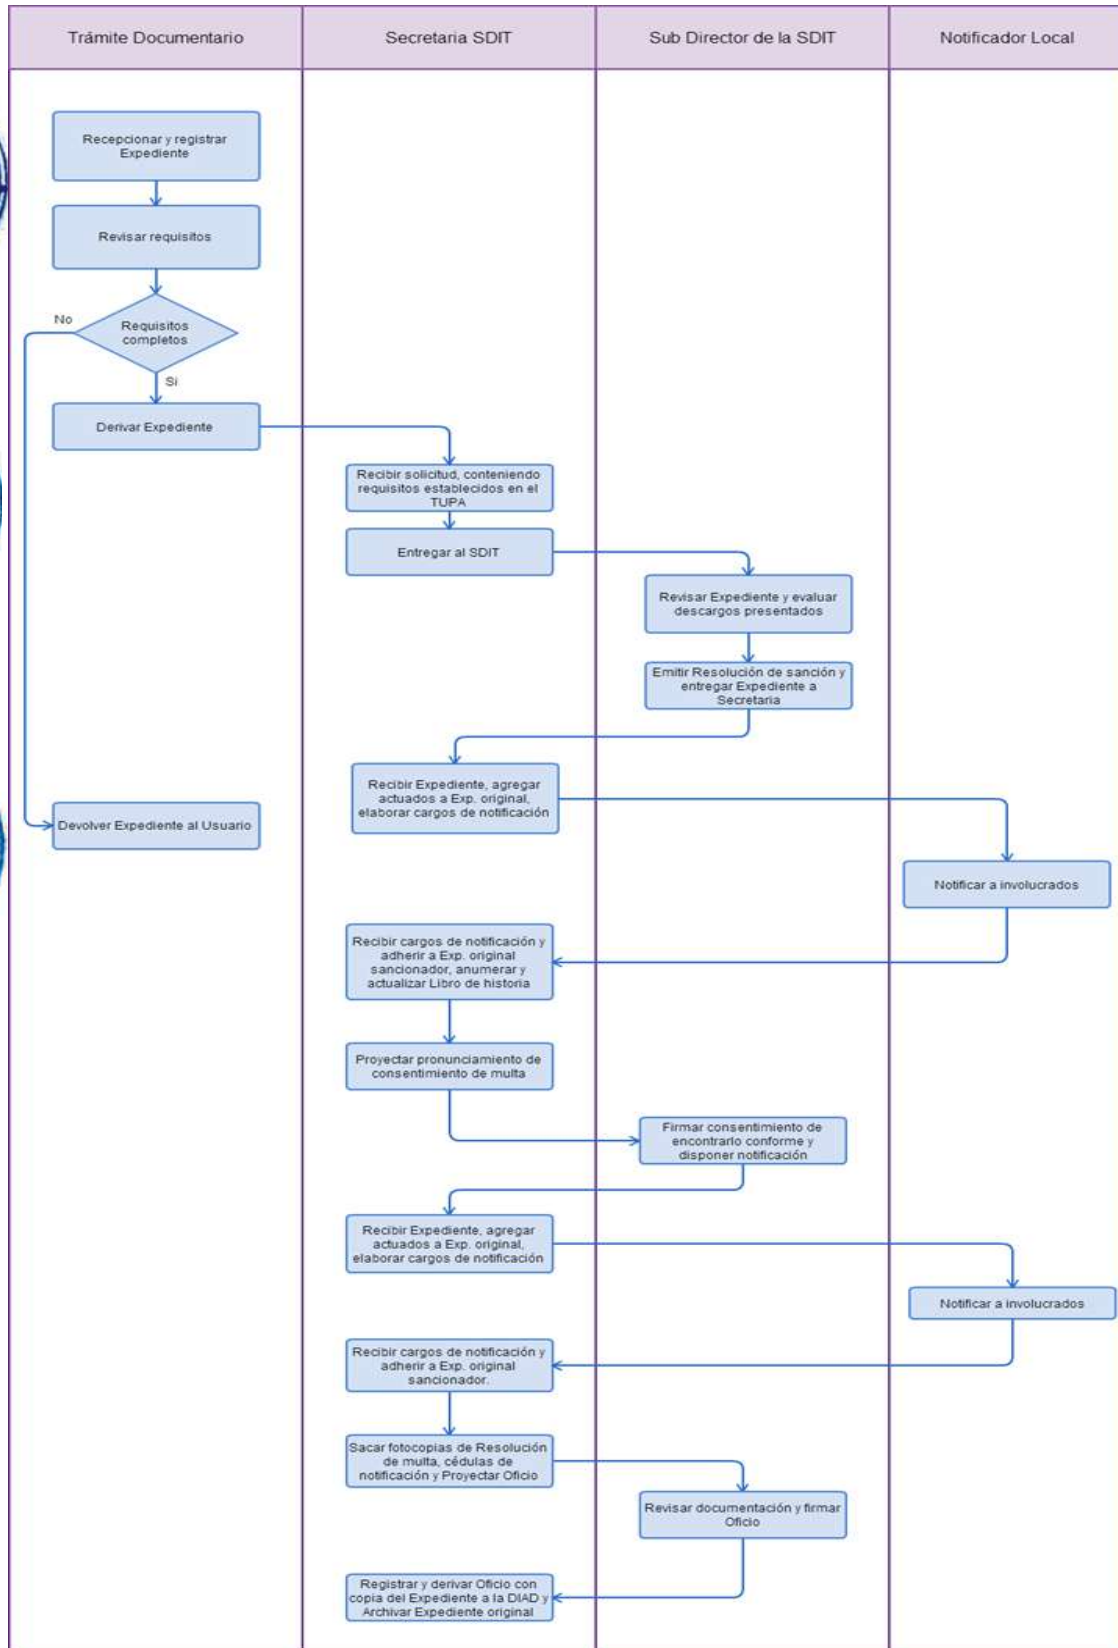 Trámite Documentario
Secretaria SDIT
Sub Director de la SDIT
Notificador Local
Recepcionar y registrar
Expediente
Revisar requisitos
No
Requisitos
completos
Si
Derivar Expediente
Recibir solicitud, conteniendo
requisitos establecidos en el
TUPA
Entregar al SDIT
Revisar Expediente y evaluar
descargos presentados
Emitir Resolución de sanción y
entregar Expediente a
Secretaria
Recibir Expediente, agregar
actuados a Exp. original,
elaborar cargos de notificación
Devolver Expediente al Usuario
Notificar a involucrados
Recibir cargos de notificación y
adherir a Exp. original
sancionador, anumerar y
actualizar Libro de historia
Proyectar pronunciamiento de
consentimiento de multa
Firmar consentimiento de
encontrarlo conforme y
disponer notificación
Recibir Expediente, agregar
actuados a Exp. original,
elaborar cargos de notificación
Notificar a involucrados
Recibir cargos de notificación y
adherir a Exp. original
sancionador.
Sacar fotocopias de Resolución
de multa, cédulas de
notificación y Proyectar Oficio
Revisar documentación y firmar
Oficio
Registrar y derivar Oficio con
copia del Expediente a la DIAD y
Archivar Expediente original